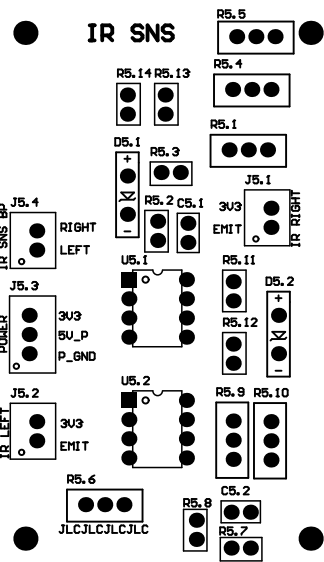 R5.5
IR SNS
R5.4
R5.14 R5.13
R5.1
D5.1
+
-
R5.3
J5.1
3V3
EMIT
IR RIGHT
R5.2
C5.1
J5.4
RIGHT
LEFT
IR SNS BP
J5.3
3V3
5V_P
P_GND
POWER
U5.1
R5.11
D5.2
+
-
R5.12
J5.2
3V3
EMIT
IR LEFT
U5.2
R5.9
R5.10
R5.6
JLCJLCJLCJLC
R5.8
C5.2
R5.7